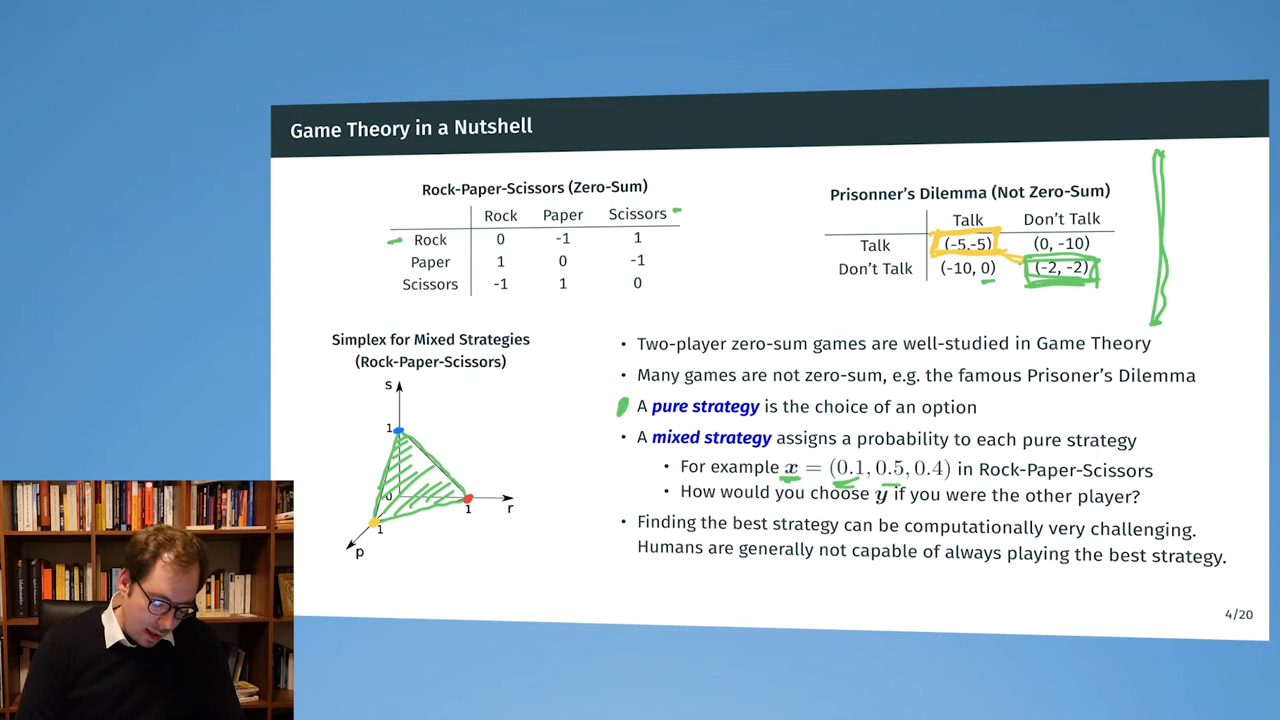 Game Theory in a Nutshell
Rock-Paper-Scissors (Zero-Sum)
Rock Paper Scissors
Rock 0 -1 1
Paper 1 0 -1
Scissors -1 1 0
Prisonner's Dilemma (Not Zero-Sum)
Talk Don't Talk
Talk (-5,-5) (0, -10)
Don't Talk (-10, 0) (-2, -2)
Simplex for Mixed Strategies
(Rock-Paper-Scissors)
s
1
0
1
r
1
p
• Two-player zero-sum games are well-studied in Game Theory
• Many games are not zero-sum, e.g. the famous Prisoner's Dilemma
• A pure strategy is the choice of an option
• A mixed strategy assigns a probability to each pure strategy
• For example x = (0.1, 0.5, 0.4) in Rock-Paper-Scissors
• How would you choose y if you were the other player?
• Finding the best strategy can be computationally very challenging.
Humans are generally not capable of always playing the best strategy.
4/20